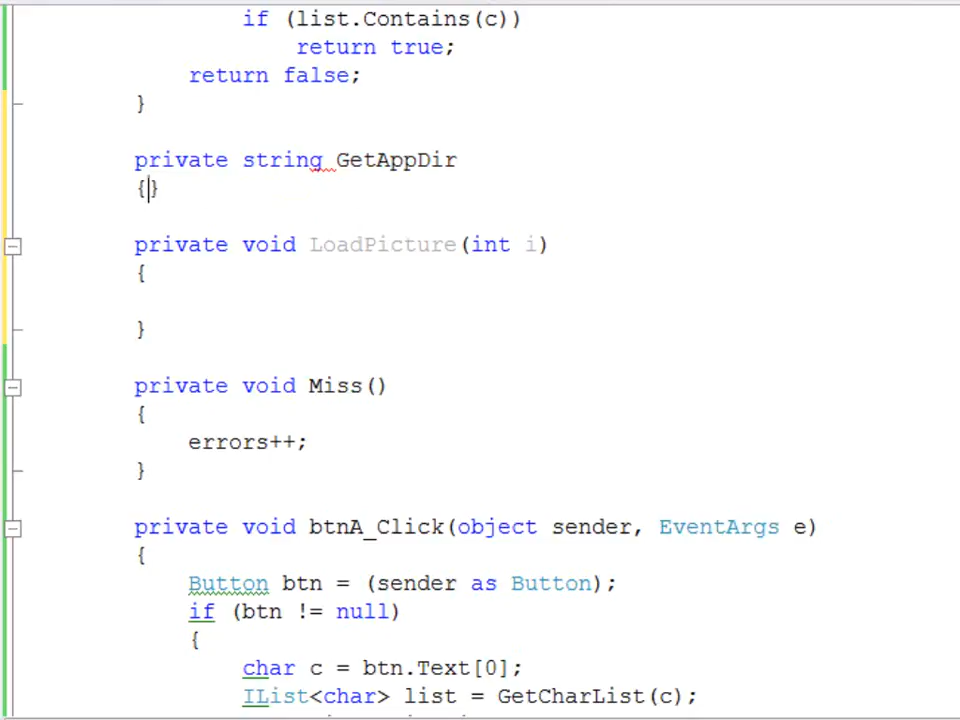 if (list.Contains(c))
return true;
return false;
}
private string GetAppDir
{}
private void LoadPicture(int i)
{
}
private void Miss()
{
errors++;
}
private void btnA_Click(object sender, EventArgs e)
{
Button btn = (sender as Button);
if (btn != null)
{
char c = btn.Text[0];
IList<char> list = GetCharList(c);